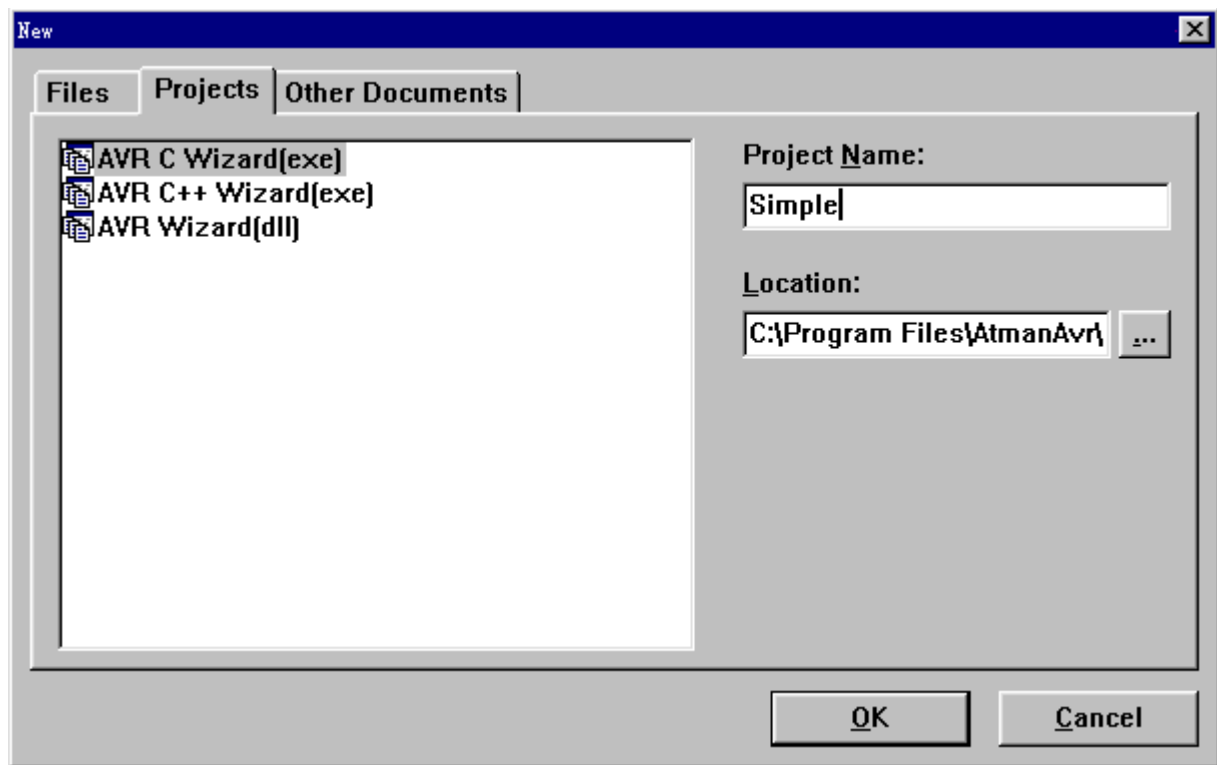 New
Files
Projects
Other Documents
AVR C Wizard(exe)
AVR C++ Wizard(exe)
AVR Wizard(dll)
Project Name:
Simple
Location:
C:\Program Files\AtmanAvr\
...
OK
Cancel